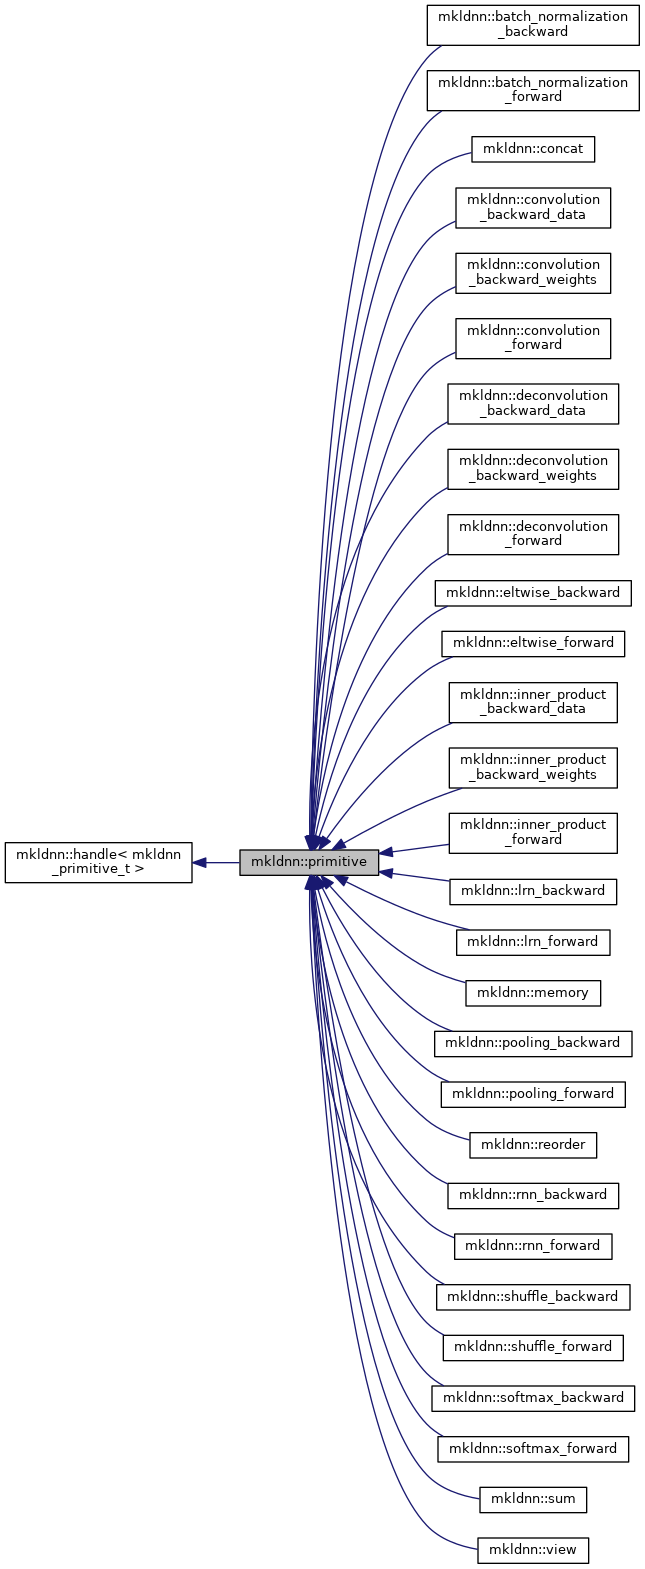 mkldnn::batch_normalization
_backward
mkldnn::batch_normalization
_forward
mkldnn::concat
mkldnn::convolution
_backward_data
mkldnn::convolution
_backward_weights
mkldnn::convolution
_forward
mkldnn::deconvolution
_backward_data
mkldnn::deconvolution
_backward_weights
mkldnn::deconvolution
_forward
mkldnn::eltwise_backward
mkldnn::eltwise_forward
mkldnn::inner_product
_backward_data
mkldnn::inner_product
_backward_weights
mkldnn::inner_product
_forward
mkldnn::handle< mkldnn
_primitive_t >
mkldnn::primitive
mkldnn::lrn_backward
mkldnn::lrn_forward
mkldnn::memory
mkldnn::pooling_backward
mkldnn::pooling_forward
mkldnn::reorder
mkldnn::rnn_backward
mkldnn::rnn_forward
mkldnn::shuffle_backward
mkldnn::shuffle_forward
mkldnn::softmax_backward
mkldnn::softmax_forward
mkldnn::sum
mkldnn::view